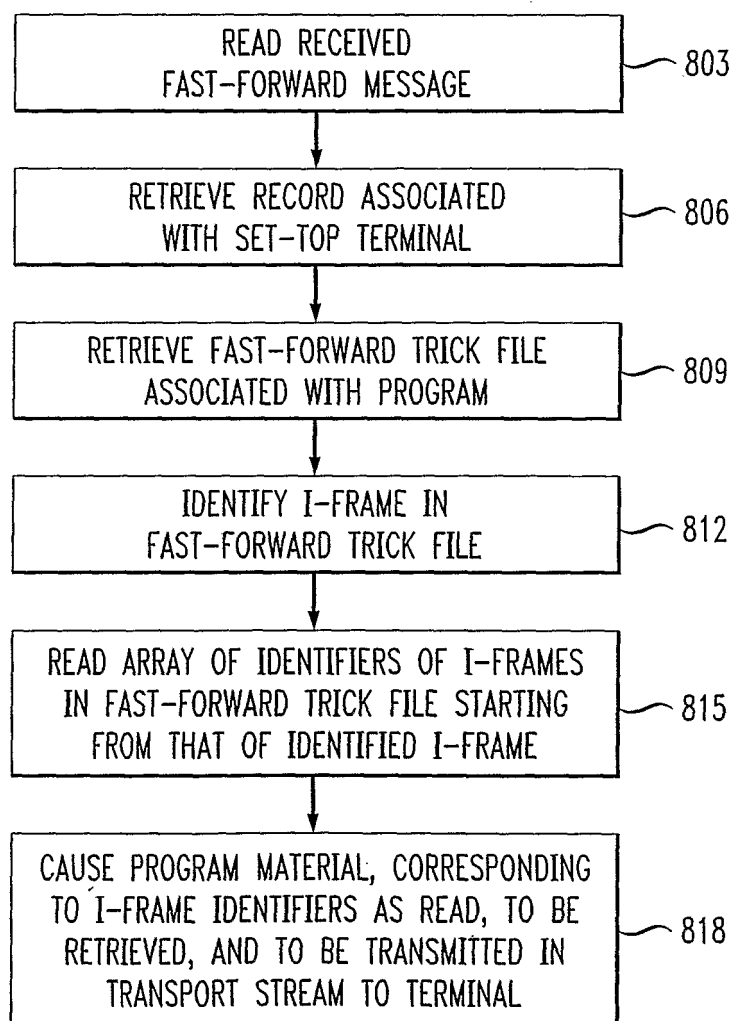 READ RECEIVED
FAST-FORWARD MESSAGE
803
RETRIEVE RECORD ASSOCIATED
WITH SET-TOP TERMINAL
806
RETRIEVE FAST-FORWARD TRICK FILE
ASSOCIATED WITH PROGRAM
809
IDENTIFY I-FRAME IN
FAST-FORWARD TRICK FILE
812
READ ARRAY OF IDENTIFIERS OF I-FRAMES
IN FAST-FORWARD TRICK FILE STARTING
FROM THAT OF IDENTIFIED I-FRAME
815
CAUSE PROGRAM MATERIAL, CORRESPONDING
TO I-FRAME IDENTIFIERS AS READ, TO BE
RETRIEVED, AND TO BE TRANSMITTED IN
TRANSPORT STREAM TO TERMINAL
818